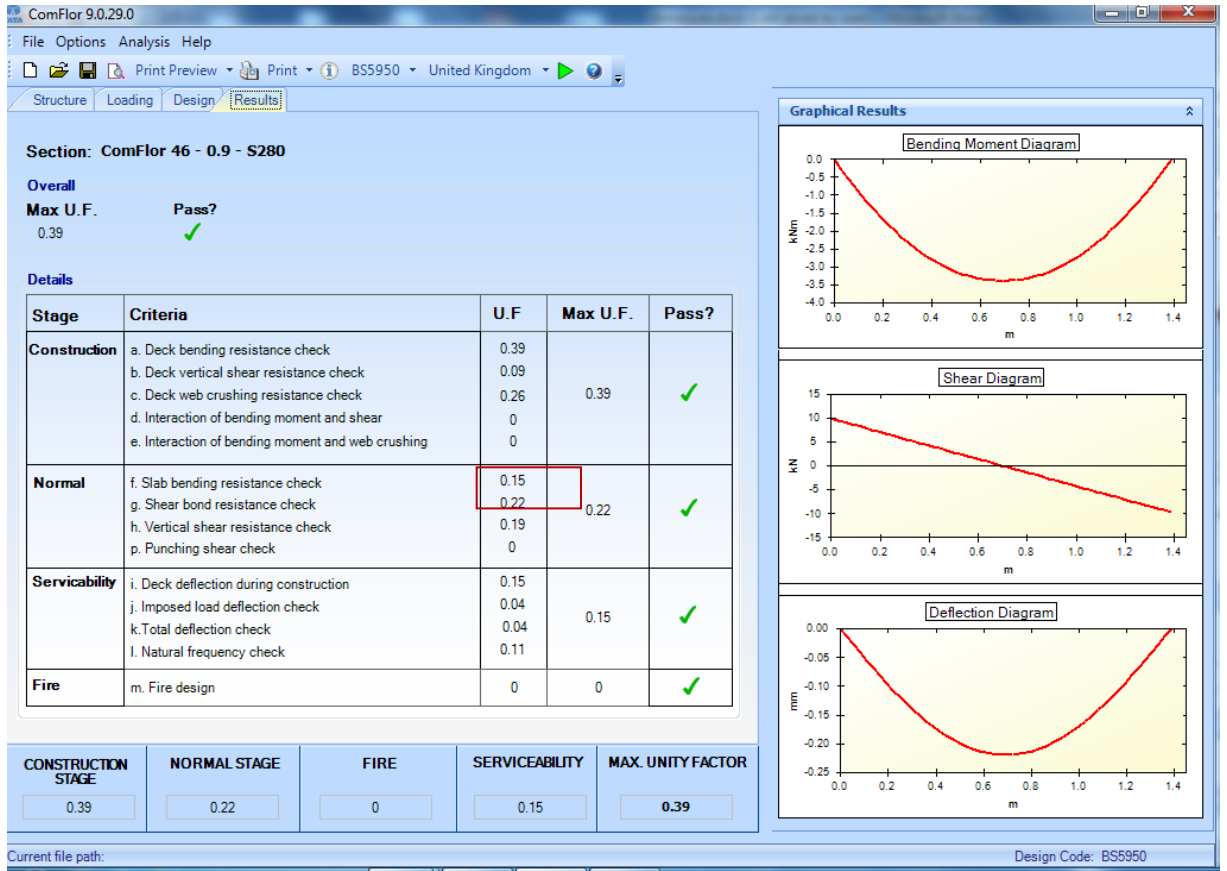 ComFlor 9.0.29.0
File Options Analysis Help
Print Preview Print BS5950 United Kingdom
Structure Loading Design Results
Section: ComFlor 46 - 0.9 - S280
Overall
Max U.F. Pass?
0.39
Details
Stage Criteria U.F Max U.F. Pass?
Construction a. Deck bending resistance check 0.39
b. Deck vertical shear resistance check 0.09
c. Deck web crushing resistance check 0.26 0.39
d. Interaction of bending moment and shear 0
e. Interaction of bending moment and web crushing 0
Normal f. Slab bending resistance check 0.15
g. Shear bond resistance check 0.22 0.22
h. Vertical shear resistance check 0.19
p. Punching shear check 0
Servicability i. Deck deflection during construction 0.15
j. Imposed load deflection check 0.04 0.15
k.Total deflection check 0.04
l. Natural frequency check 0.11
Fire m. Fire design 0 0
CONSTRUCTION STAGE NORMAL STAGE FIRE SERVICEABILITY MAX. UNITY FACTOR
0.39 0.22 0 0.15 0.39
Graphical Results
Bending Moment Diagram
0.0
-0.5
-1.0
-1.5
-2.0
-2.5
-3.0
-3.5
-4.0
kNm
0.0 0.2 0.4 0.6 0.8 1.0 1.2 1.4
m
Shear Diagram
15
10
5
0
-5
-10
-15
kN
0.0 0.2 0.4 0.6 0.8 1.0 1.2 1.4
m
Deflection Diagram
0.00
-0.05
-0.10
-0.15
-0.20
-0.25
mm
0.0 0.2 0.4 0.6 0.8 1.0 1.2 1.4
m
Current file path: Design Code: BS5950